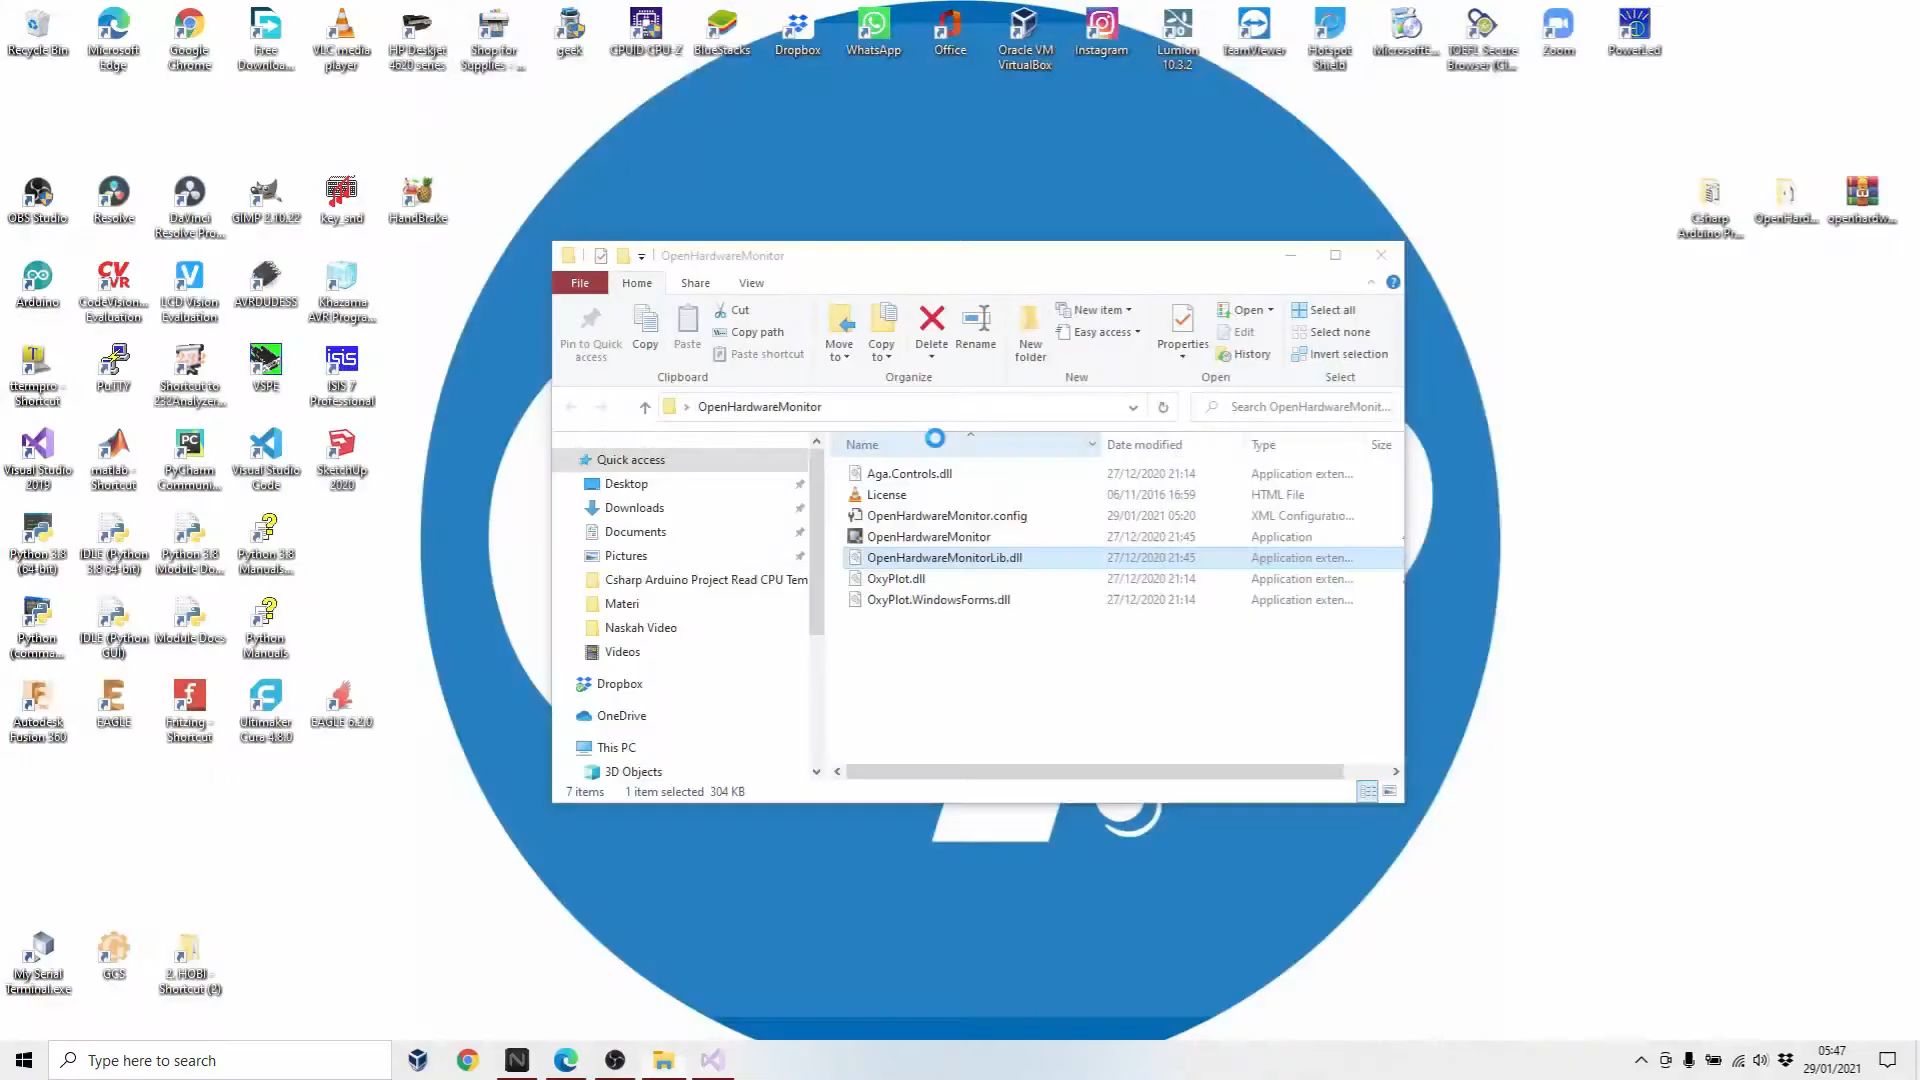 Recycle Bin
Microsoft Edge
Google Chrome
Free Downloa...
VLC media player
HP Deskjet 4620 series
Shop for Supplies - ...
geek
CPUID CPU-Z
BlueStacks
Dropbox
WhatsApp
Office
Oracle VM VirtualBox
Instagram
Lumion 10.3.2
TeamViewer
Hotspot Shield
MicrosoftE...
TOEFL Secure Browser (Cl...
Zoom
PowerLed
OBS Studio
Resolve
DaVinci Resolve Pro...
GIMP 2.10.22
key_snd
HandBrake
Csharp Arduino Pr...
OpenHard...
openhardw...
Arduino
CodeVision... Evaluation
LCD Vision Evaluation
AVRDUDESS
Khazama AVR Progra...
ttermpro - Shortcut
PuTTY
Shortcut to 232Analyzer...
VSPE
ISIS 7 Professional
Visual Studio 2019
matlab - Shortcut
PyCharm Communi...
Visual Studio Code
SketchUp 2020
Python 3.8 (64-bit)
IDLE (Python 3.8 64-bit)
Python 3.8 Module Do...
Python 3.8 Manuals...
Python (comma...
IDLE (Python GUI)
Module Docs
Python Manuals
Autodesk Fusion 360
EAGLE
Fritzing - Shortcut
Ultimaker Cura 4.8.0
EAGLE 6.2.0
My Serial Terminal.exe
GCS
2. HOBI - Shortcut (2)
OpenHardwareMonitor
File Home Share View
Pin to Quick access
Copy
Paste
Cut
Copy path
Paste shortcut
Move to
Copy to
Delete
Rename
New folder
New item
Easy access
Properties
Open
Edit
History
Select all
Select none
Invert selection
Clipboard Organize New Open Select
OpenHardwareMonitor
Search OpenHardwareMonit...
Name Date modified Type Size
Quick access
Desktop
Downloads
Documents
Pictures
Csharp Arduino Project Read CPU Tem
Materi
Naskah Video
Videos
Dropbox
OneDrive
This PC
3D Objects
Aga.Controls.dll 27/12/2020 21:14 Application exten...
License 06/11/2016 16:59 HTML File
OpenHardwareMonitor.config 29/01/2021 05:20 XML Configuratio...
OpenHardwareMonitor 27/12/2020 21:45 Application
OpenHardwareMonitorLib.dll 27/12/2020 21:45 Application exten...
OxyPlot.dll 27/12/2020 21:14 Application exten...
OxyPlot.WindowsForms.dll 27/12/2020 21:14 Application exten...
7 items 1 item selected 304 KB
Type here to search
05:47
29/01/2021